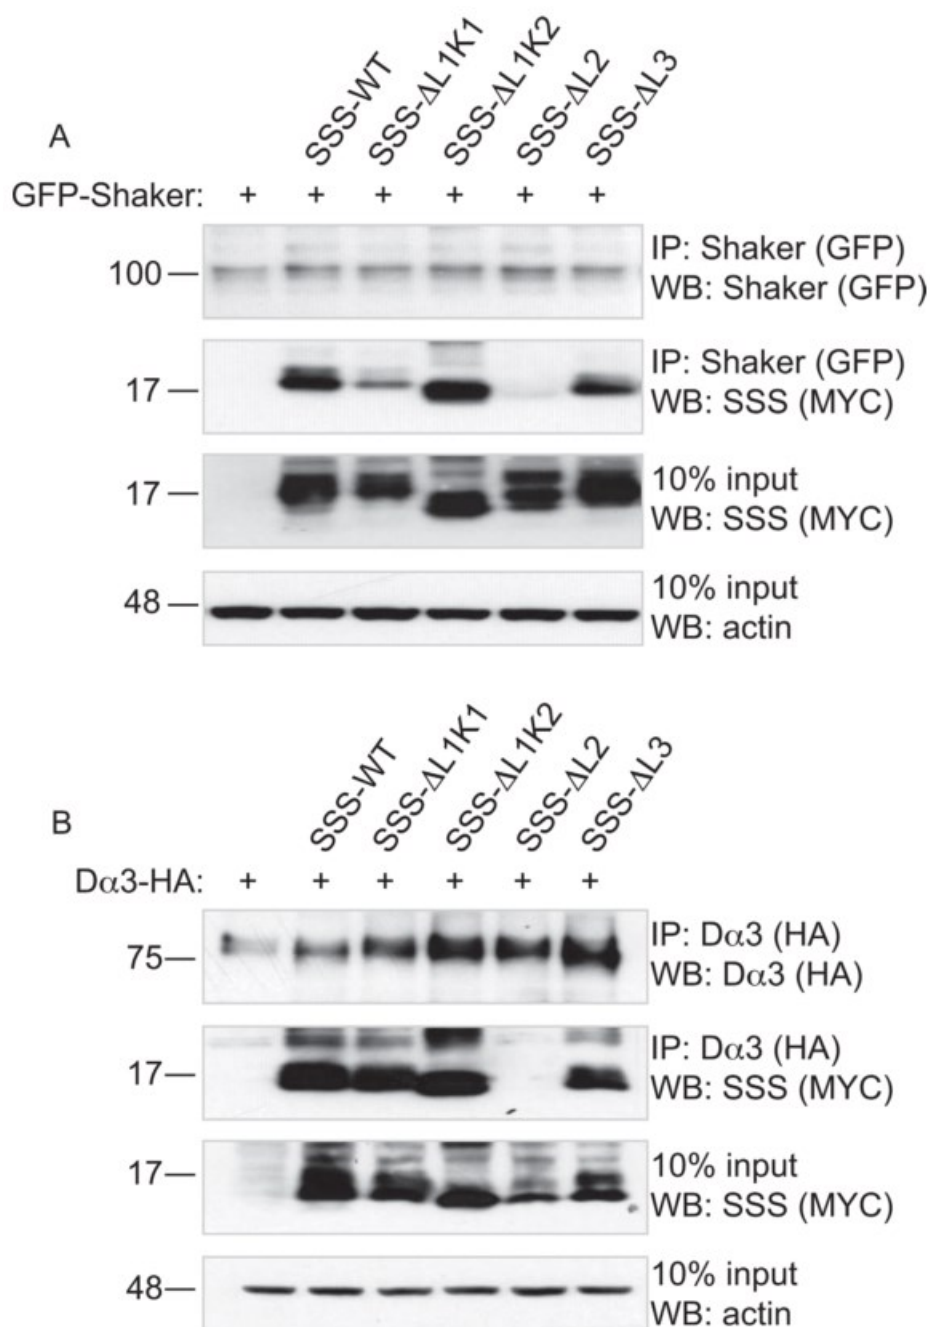 A
SSS-WT
SSS-ΔL1K1
SSS-ΔL1K2
SSS-ΔL2
SSS-ΔL3
GFP-Shaker: + + + + + +
100
IP: Shaker (GFP)
WB: Shaker (GFP)
17
IP: Shaker (GFP)
WB: SSS (MYC)
17
10% input
WB: SSS (MYC)
48
10% input
WB: actin
B
SSS-WT
SSS-ΔL1K1
SSS-ΔL1K2
SSS-ΔL2
SSS-ΔL3
Dα3-HA: + + + + + +
75
IP: Dα3 (HA)
WB: Dα3 (HA)
17
IP: Dα3 (HA)
WB: SSS (MYC)
17
10% input
WB: SSS (MYC)
48
10% input
WB: actin